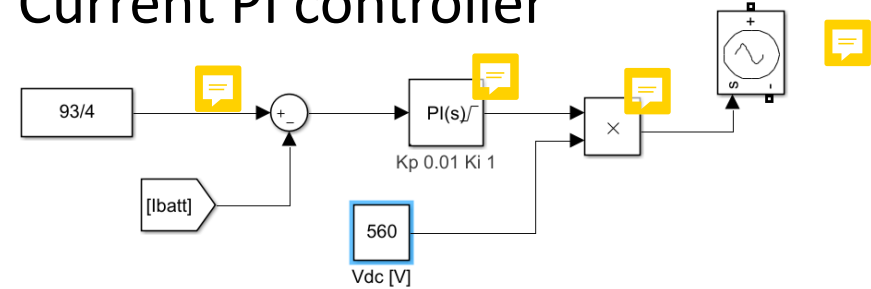 Current PI controller
93/4
PI(s)
×
Kp 0.01 Ki 1
[Ibatt]
560
Vdc [V]
s